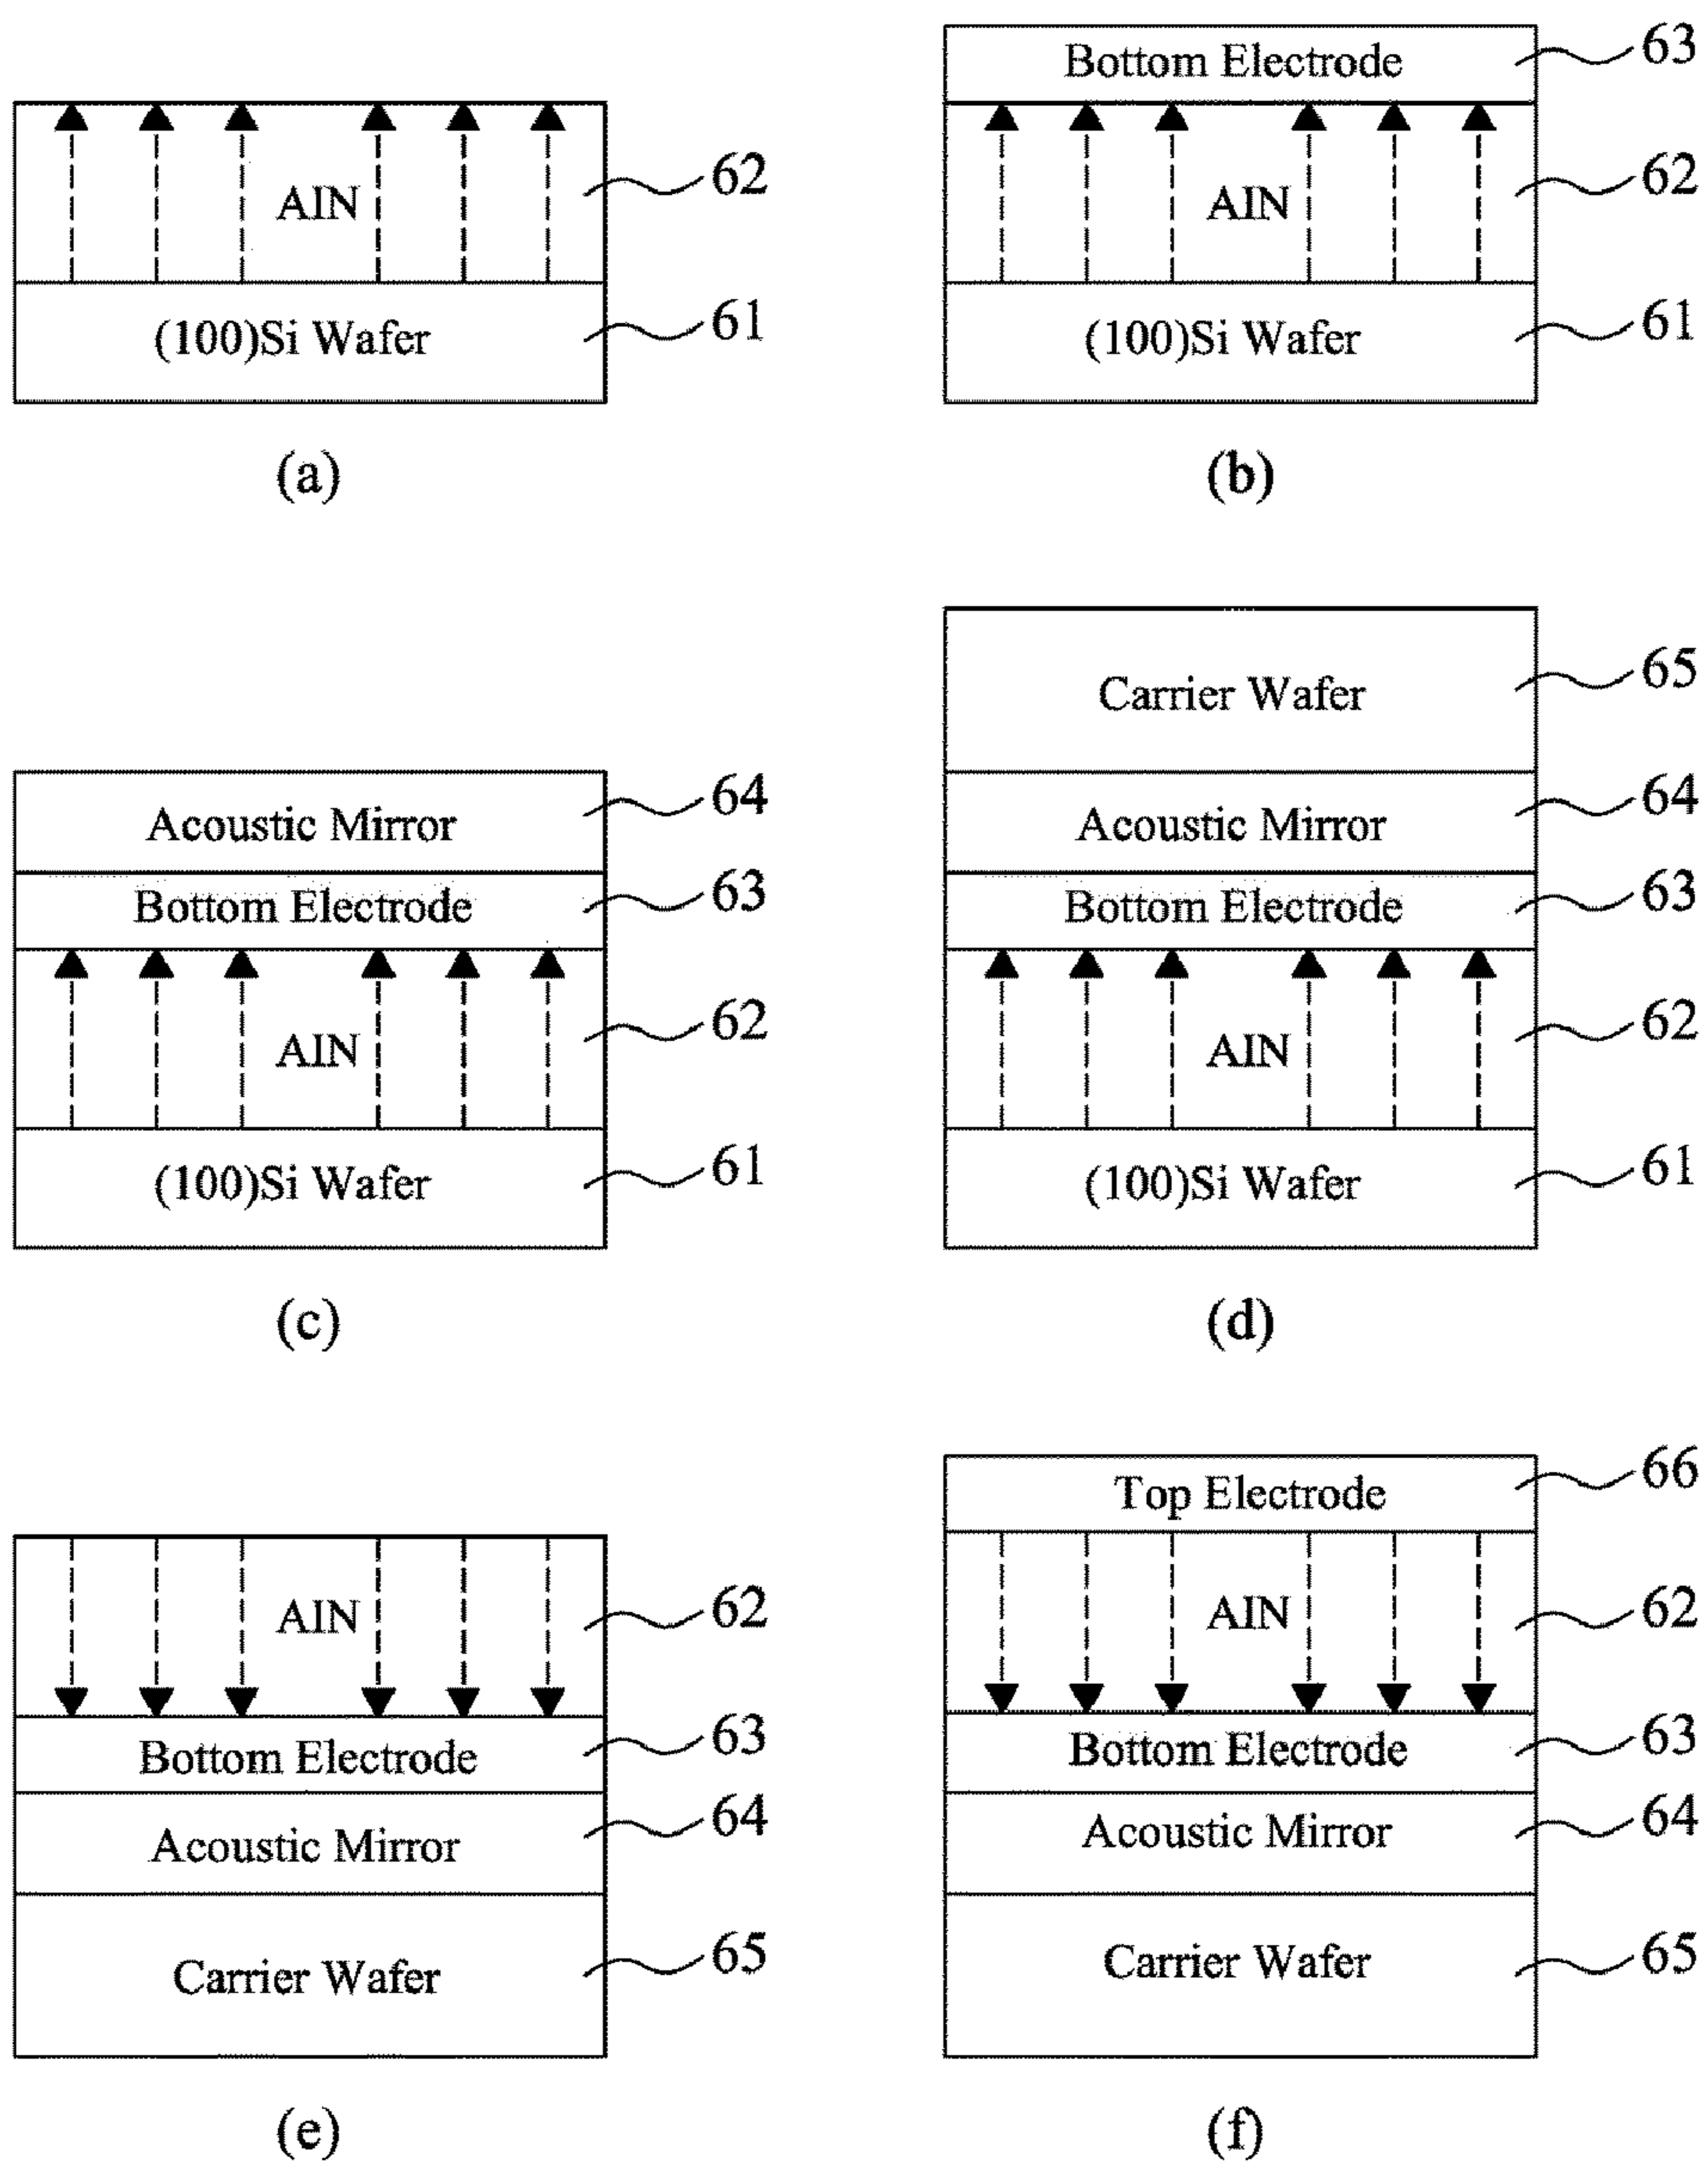 Bottom Electrode 63
AlN 62
(100)Si Wafer 61
(a)
AlN 62
(100)Si Wafer 61
(b)
Acoustic Mirror 64
Bottom Electrode 63
AlN 62
(100)Si Wafer 61
(c)
Carrier Wafer 65
Acoustic Mirror 64
Bottom Electrode 63
AlN 62
(100)Si Wafer 61
(d)
AlN 62
Bottom Electrode 63
Acoustic Mirror 64
Carrier Wafer 65
(e)
Top Electrode 66
AlN 62
Bottom Electrode 63
Acoustic Mirror 64
Carrier Wafer 65
(f)